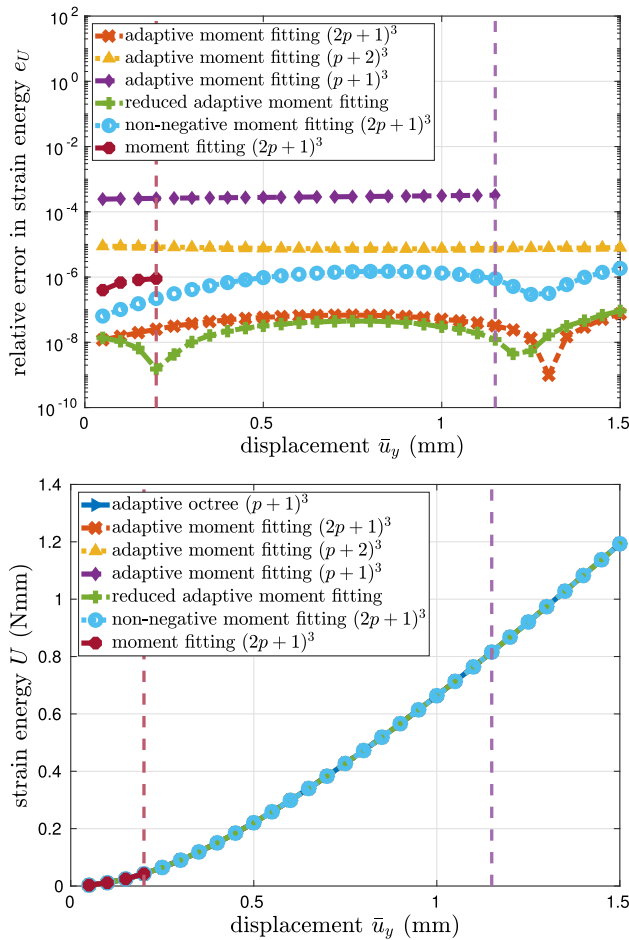 10^2
10^0
10^-2
10^-4
10^-6
10^-8
10^-10
relative error in strain energy e_U
adaptive moment fitting (2p + 1)^3
adaptive moment fitting (p + 2)^3
adaptive moment fitting (p + 1)^3
reduced adaptive moment fitting
non-negative moment fitting (2p + 1)^3
moment fitting (2p + 1)^3
0 0.5 1 1.5
displacement ū_y (mm)
1.4
1.2
1
0.8
0.6
0.4
0.2
0
strain energy U (Nmm)
adaptive octree (p + 1)^3
adaptive moment fitting (2p + 1)^3
adaptive moment fitting (p + 2)^3
adaptive moment fitting (p + 1)^3
reduced adaptive moment fitting
non-negative moment fitting (2p + 1)^3
moment fitting (2p + 1)^3
0 0.5 1 1.5
displacement ū_y (mm)